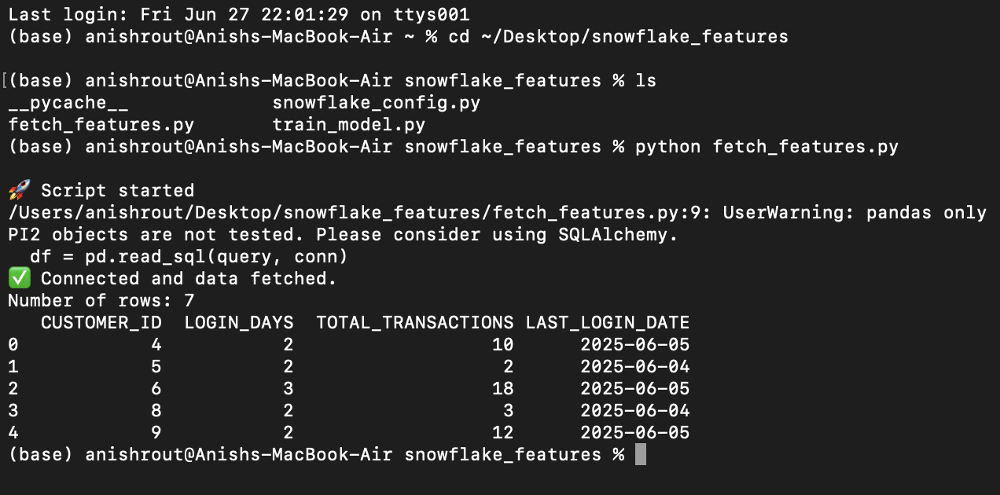 Last login: Fri Jun 27 22:01:29 on ttys001
(base) anishrout@Anishs-MacBook-Air ~ % cd ~/Desktop/snowflake_features
[(base) anishrout@Anishs-MacBook-Air snowflake_features % ls
__pycache__             snowflake_config.py
fetch_features.py       train_model.py
(base) anishrout@Anishs-MacBook-Air snowflake_features % python fetch_features.py
🚀 Script started
/Users/anishrout/Desktop/snowflake_features/fetch_features.py:9: UserWarning: pandas only
PI2 objects are not tested. Please consider using SQLAlchemy.
  df = pd.read_sql(query, conn)
✅ Connected and data fetched.
Number of rows: 7
   CUSTOMER_ID  LOGIN_DAYS  TOTAL_TRANSACTIONS LAST_LOGIN_DATE
0            4           2                  10      2025-06-05
1            5           2                   2      2025-06-04
2            6           3                  18      2025-06-05
3            8           2                   3      2025-06-04
4            9           2                  12      2025-06-05
(base) anishrout@Anishs-MacBook-Air snowflake_features %